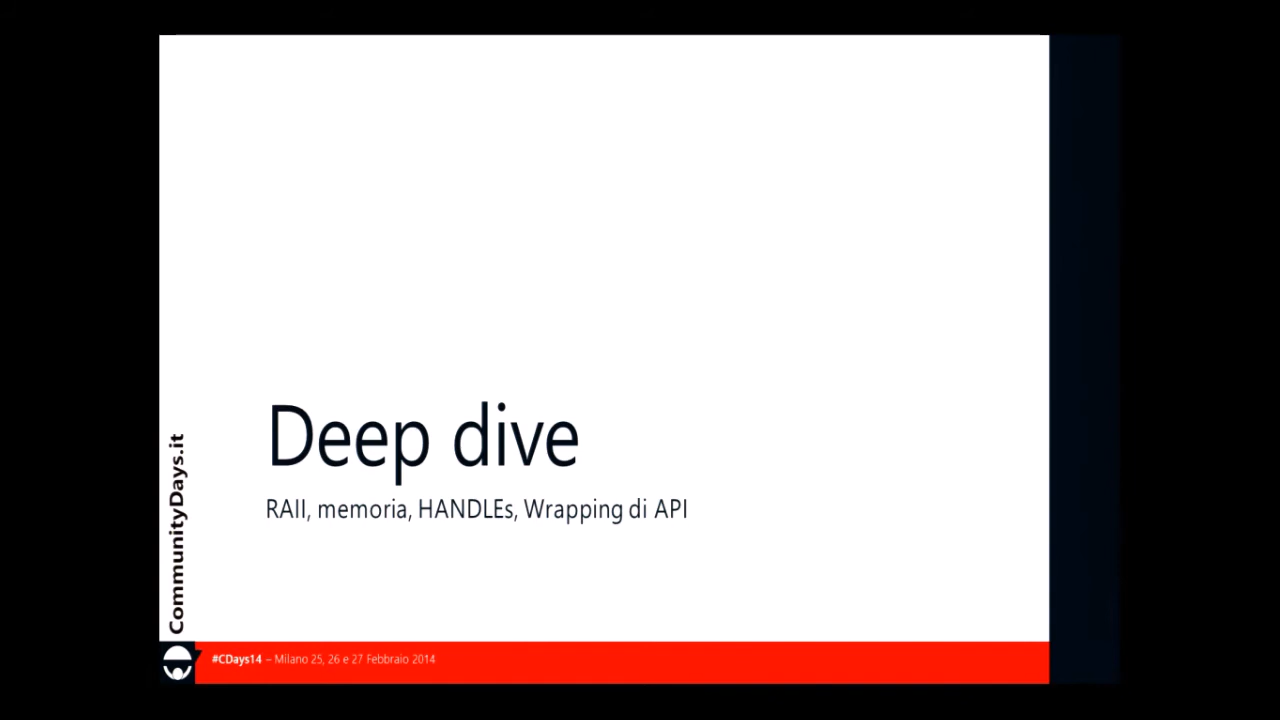 Deep dive
RAII, memoria, HANDLEs, Wrapping di API
CommunityDays.it
#CDays14 – Milano 25, 26 e 27 Febbraio 2014